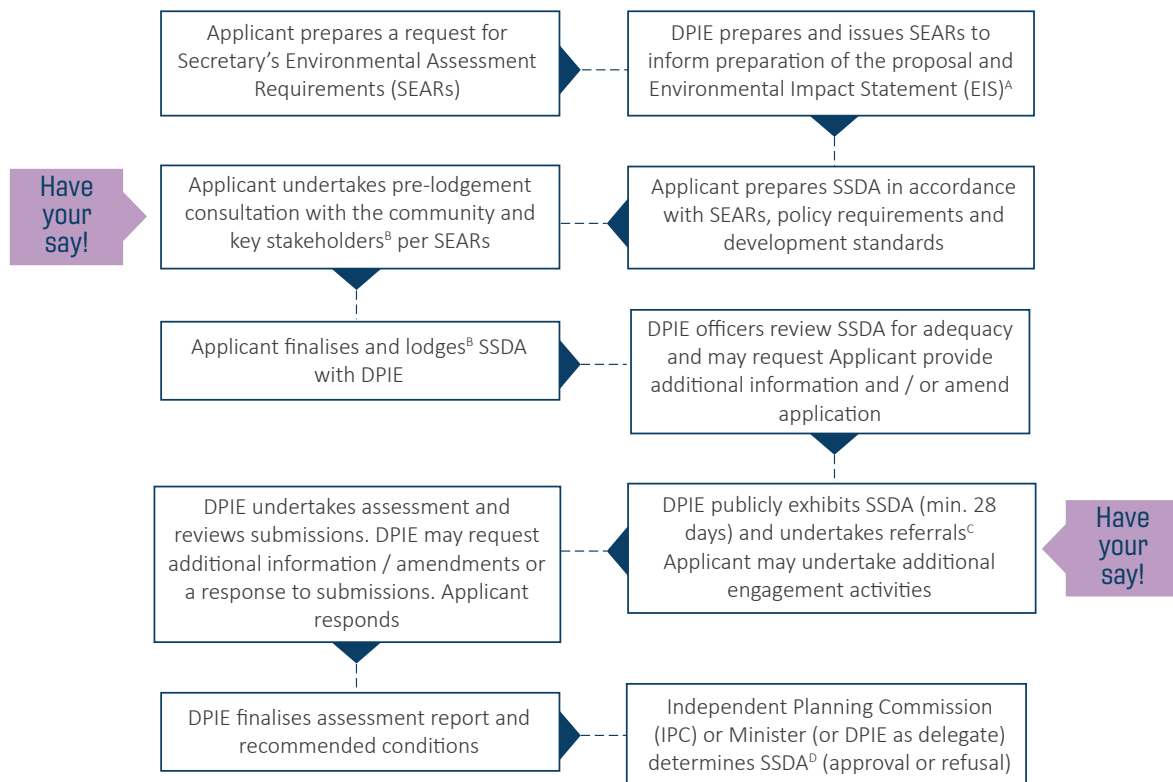 Applicant prepares a request for
Secretary’s Environmental Assessment
Requirements (SEARs)
DPIE prepares and issues SEARs to
inform preparation of the proposal and
Environmental Impact Statement (EIS)ᴬ
Applicant prepares SSDA in accordance
with SEARs, policy requirements and
development standards
Have
your
say!
Applicant undertakes pre-lodgement
consultation with the community and
key stakeholdersᴮ per SEARs
Applicant finalises and lodgesᴮ SSDA
with DPIE
DPIE officers review SSDA for adequacy
and may request Applicant provide
additional information and / or amend
application
DPIE publicly exhibits SSDA (min. 28
days) and undertakes referralsᶜ
Applicant may undertake additional
engagement activities
Have
your
say!
DPIE undertakes assessment and
reviews submissions. DPIE may request
additional information / amendments or
a response to submissions. Applicant
responds
DPIE finalises assessment report and
recommended conditions
Independent Planning Commission
(IPC) or Minister (or DPIE as delegate)
determines SSDAᴰ (approval or refusal)